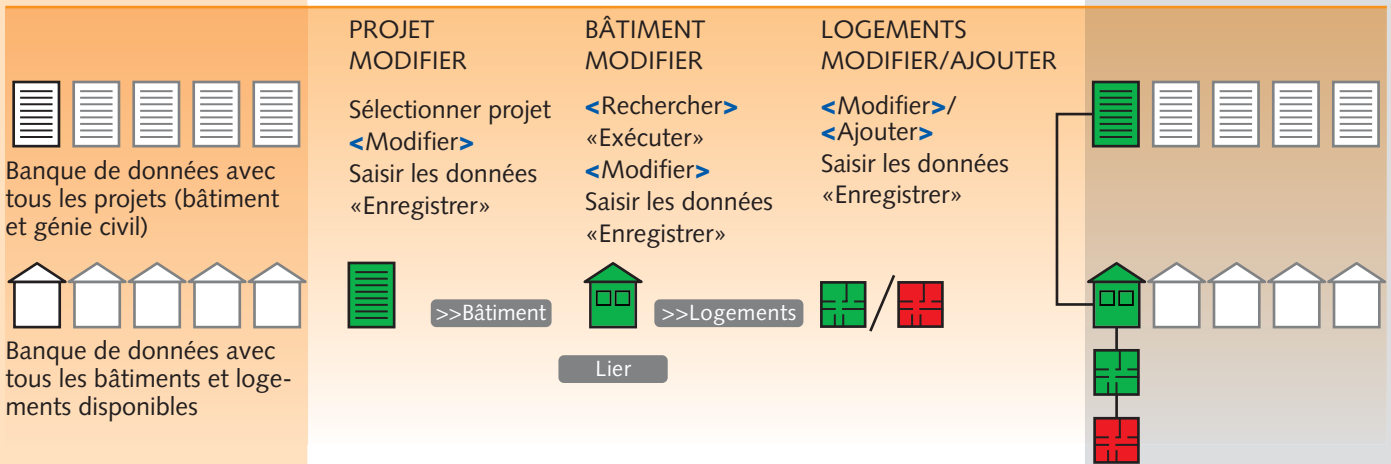 Banque de données avec
tous les projets (bâtiment
et génie civil)
Banque de données avec
tous les bâtiments et loge-
ments disponibles
PROJET
MODIFIER
Sélectionner projet
<Modifier>
Saisir les données
«Enregistrer»
>>Bâtiment
BÂTIMENT
MODIFIER
<Rechercher>
«Exécuter»
<Modifier>
Saisir les données
«Enregistrer»
>>Logements
Lier
LOGEMENTS
MODIFIER/AJOUTER
<Modifier>/
<Ajouter>
Saisir les données
«Enregistrer»